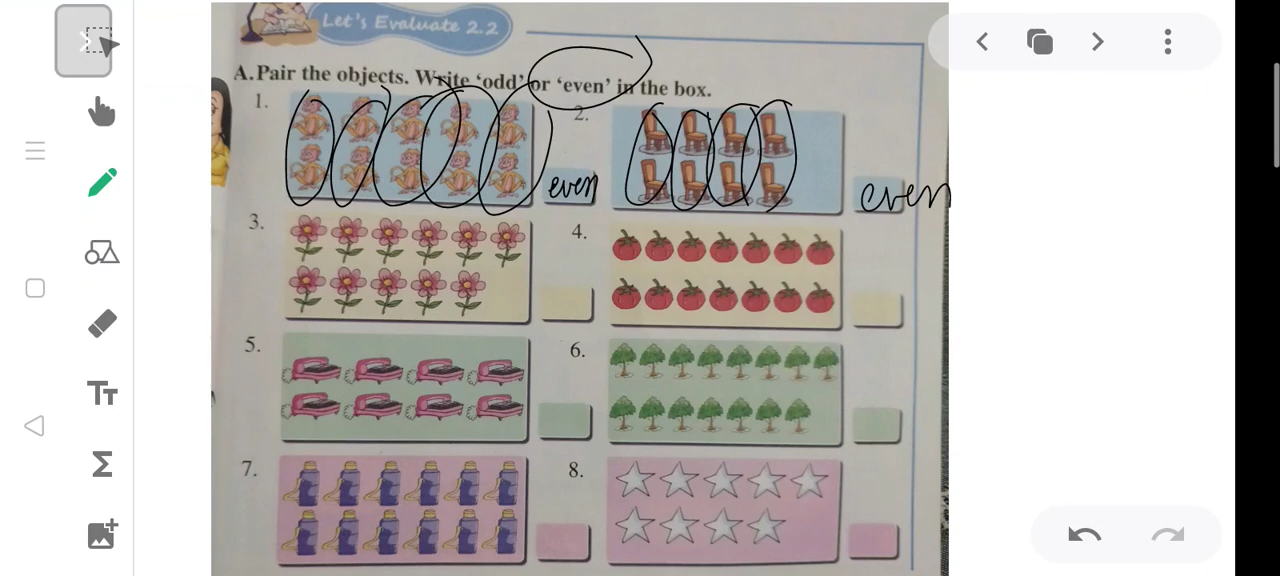 Let's Evaluate 2.2
A. Pair the objects. Write 'odd' or 'even' in the box.
1.
even
2.
even
3.
4.
5.
6.
7.
8.
Tт
Σ